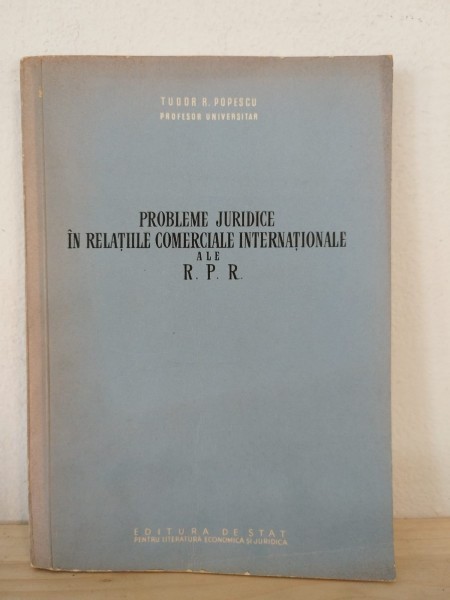 TUDOR R. POPESCU
PROFESOR UNIVERSITAR
PROBLEME JURIDICE
ÎN RELAȚIILE COMERCIALE INTERNAȚIONALE
ALE
R. P. R.
EDITURA DE STAT
PENTRU LITERATURA ECONOMICĂ ȘI JURIDICĂ